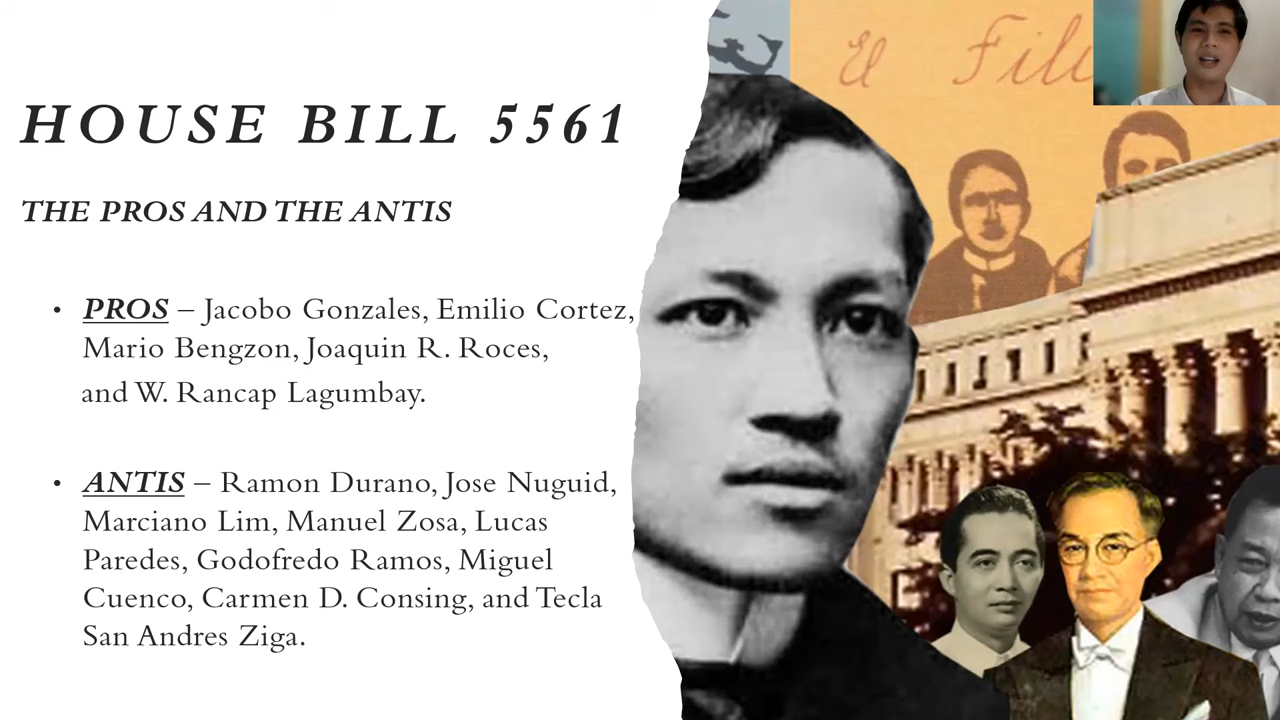 HOUSE BILL 5561
THE PROS AND THE ANTIS
• PROS – Jacobo Gonzales, Emilio Cortez,
Mario Bengzon, Joaquin R. Roces,
and W. Rancap Lagumbay.
• ANTIS – Ramon Durano, Jose Nuguid,
Marciano Lim, Manuel Zosa, Lucas
Paredes, Godofredo Ramos, Miguel
Cuenco, Carmen D. Consing, and Tecla
San Andres Ziga.
El Fili